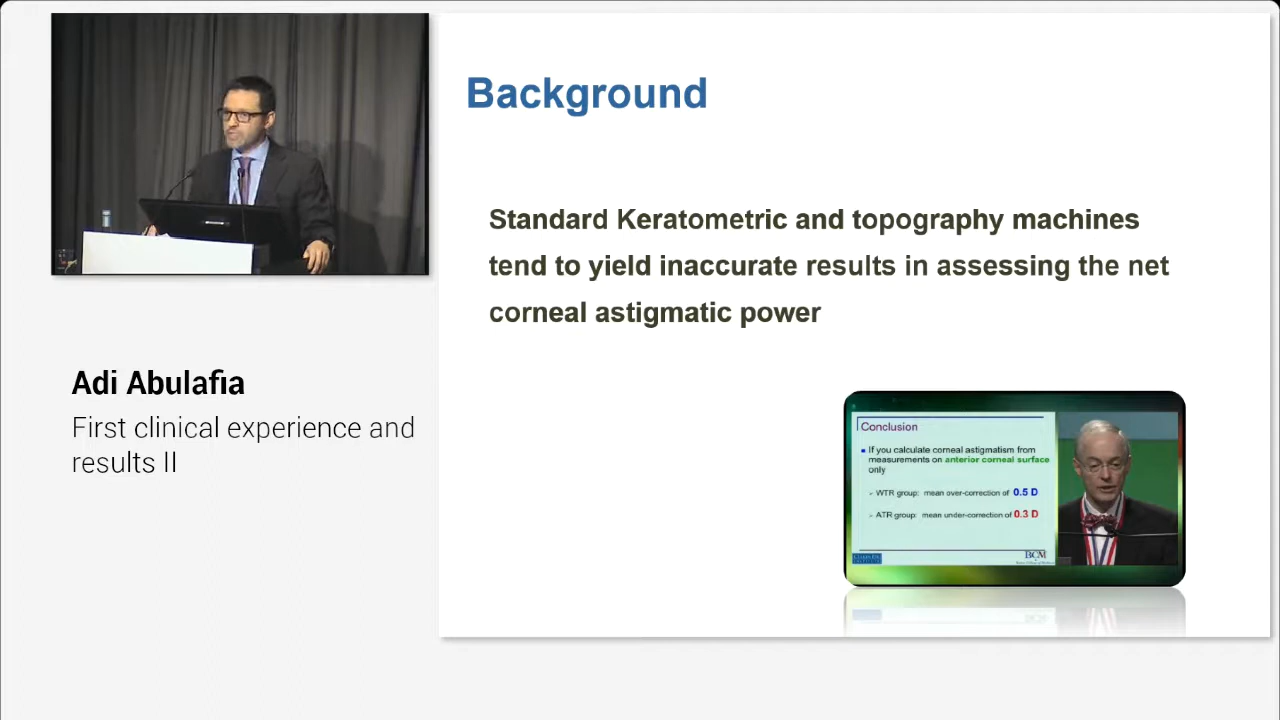 Background
Standard Keratometric and topography machines
tend to yield inaccurate results in assessing the net
corneal astigmatic power
Adi Abulafia
First clinical experience and
results II
Conclusion
If you calculate corneal astigmatism from
measurements on anterior corneal surface
only
WTR group: mean over-correction of 0.5 D
ATR group: mean under-correction of 0.3 D
BCM